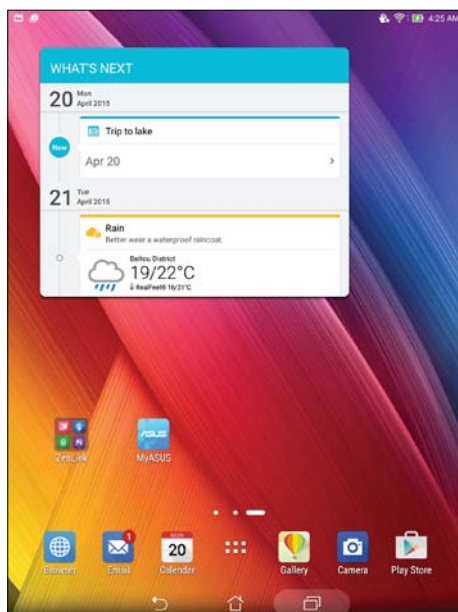 4:25 AM
WHAT'S NEXT
20 Mon
April 2015
Now
Trip to lake
Apr 20
21 Tue
April 2015
Rain
Better wear a waterproof raincoat
Beitou District
19/22°C
RealFeel® 16/21°C
ZenLink
ASUS
MyASUS
1
MON
20
Browser
Email
Calendar
Gallery
Camera
Play Store